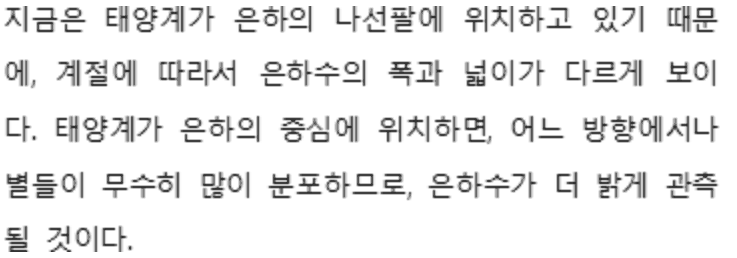 지금은 태양계가 은하의 나선팔에 위치하고 있기 때문
에, 계절에 따라서 은하수의 폭과 넓이가 다르게 보이
다. 태양계가 은하의 중심에 위치하면, 어느 방향에서나
별들이 무수히 많이 분포하므로, 은하수가 더 밝게 관측
될 것이다.